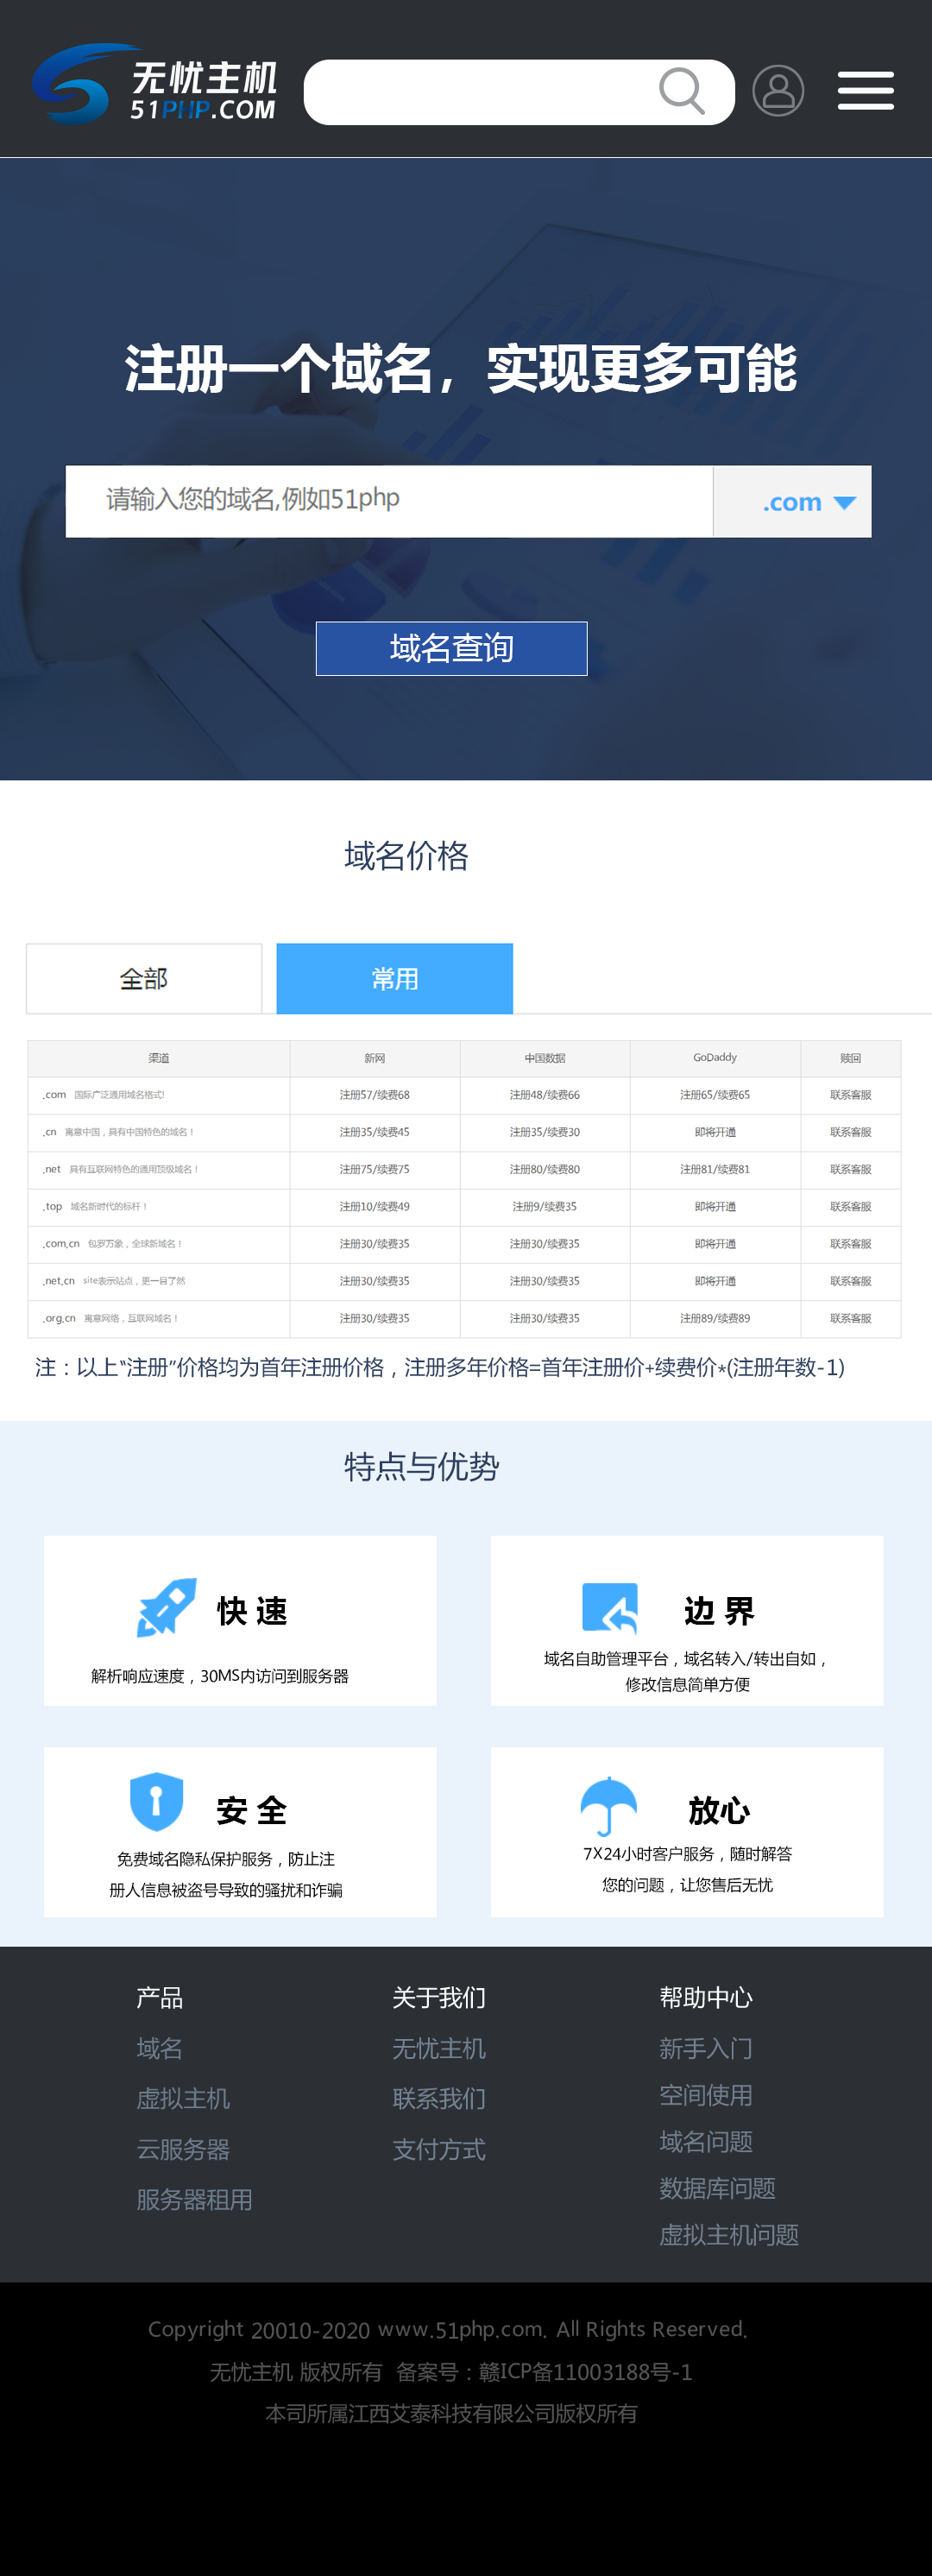 无忧主机
51PHP.COM
注册一个域名，实现更多可能
请输入您的域名,例如51php
.com
域名查询
域名价格
全部 常用
渠道 新网 中国数据 GoDaddy 赎回
.com 国际广泛通用域名格式! 注册57/续费68 注册48/续费66 注册65/续费65 联系客服
.cn 寓意中国，具有中国特色的域名！ 注册35/续费45 注册35/续费30 即将开通 联系客服
.net 具有互联网特色的通用顶级域名！ 注册75/续费75 注册80/续费80 注册81/续费81 联系客服
.top 域名新时代的标杆！ 注册10/续费49 注册9/续费35 即将开通 联系客服
.com.cn 包罗万象，全球新域名！ 注册30/续费35 注册30/续费35 即将开通 联系客服
.net.cn site表示站点，更一目了然 注册30/续费35 注册30/续费35 即将开通 联系客服
.org.cn 寓意网络，互联网域名！ 注册30/续费35 注册30/续费35 注册89/续费89 联系客服
注：以上“注册”价格均为首年注册价格，注册多年价格=首年注册价+续费价*(注册年数-1)
特点与优势
快 速
解析响应速度，30MS内访问到服务器
边 界
域名自助管理平台，域名转入/转出自如，
修改信息简单方便
安 全
免费域名隐私保护服务，防止注
册人信息被盗号导致的骚扰和诈骗
放心
7X24小时客户服务，随时解答
您的问题，让您售后无忧
产品
域名
虚拟主机
云服务器
服务器租用
关于我们
无忧主机
联系我们
支付方式
帮助中心
新手入门
空间使用
域名问题
数据库问题
虚拟主机问题
Copyright 20010-2020 www.51php.com. All Rights Reserved.
无忧主机 版权所有 备案号：赣ICP备11003188号-1
本司所属江西艾泰科技有限公司版权所有